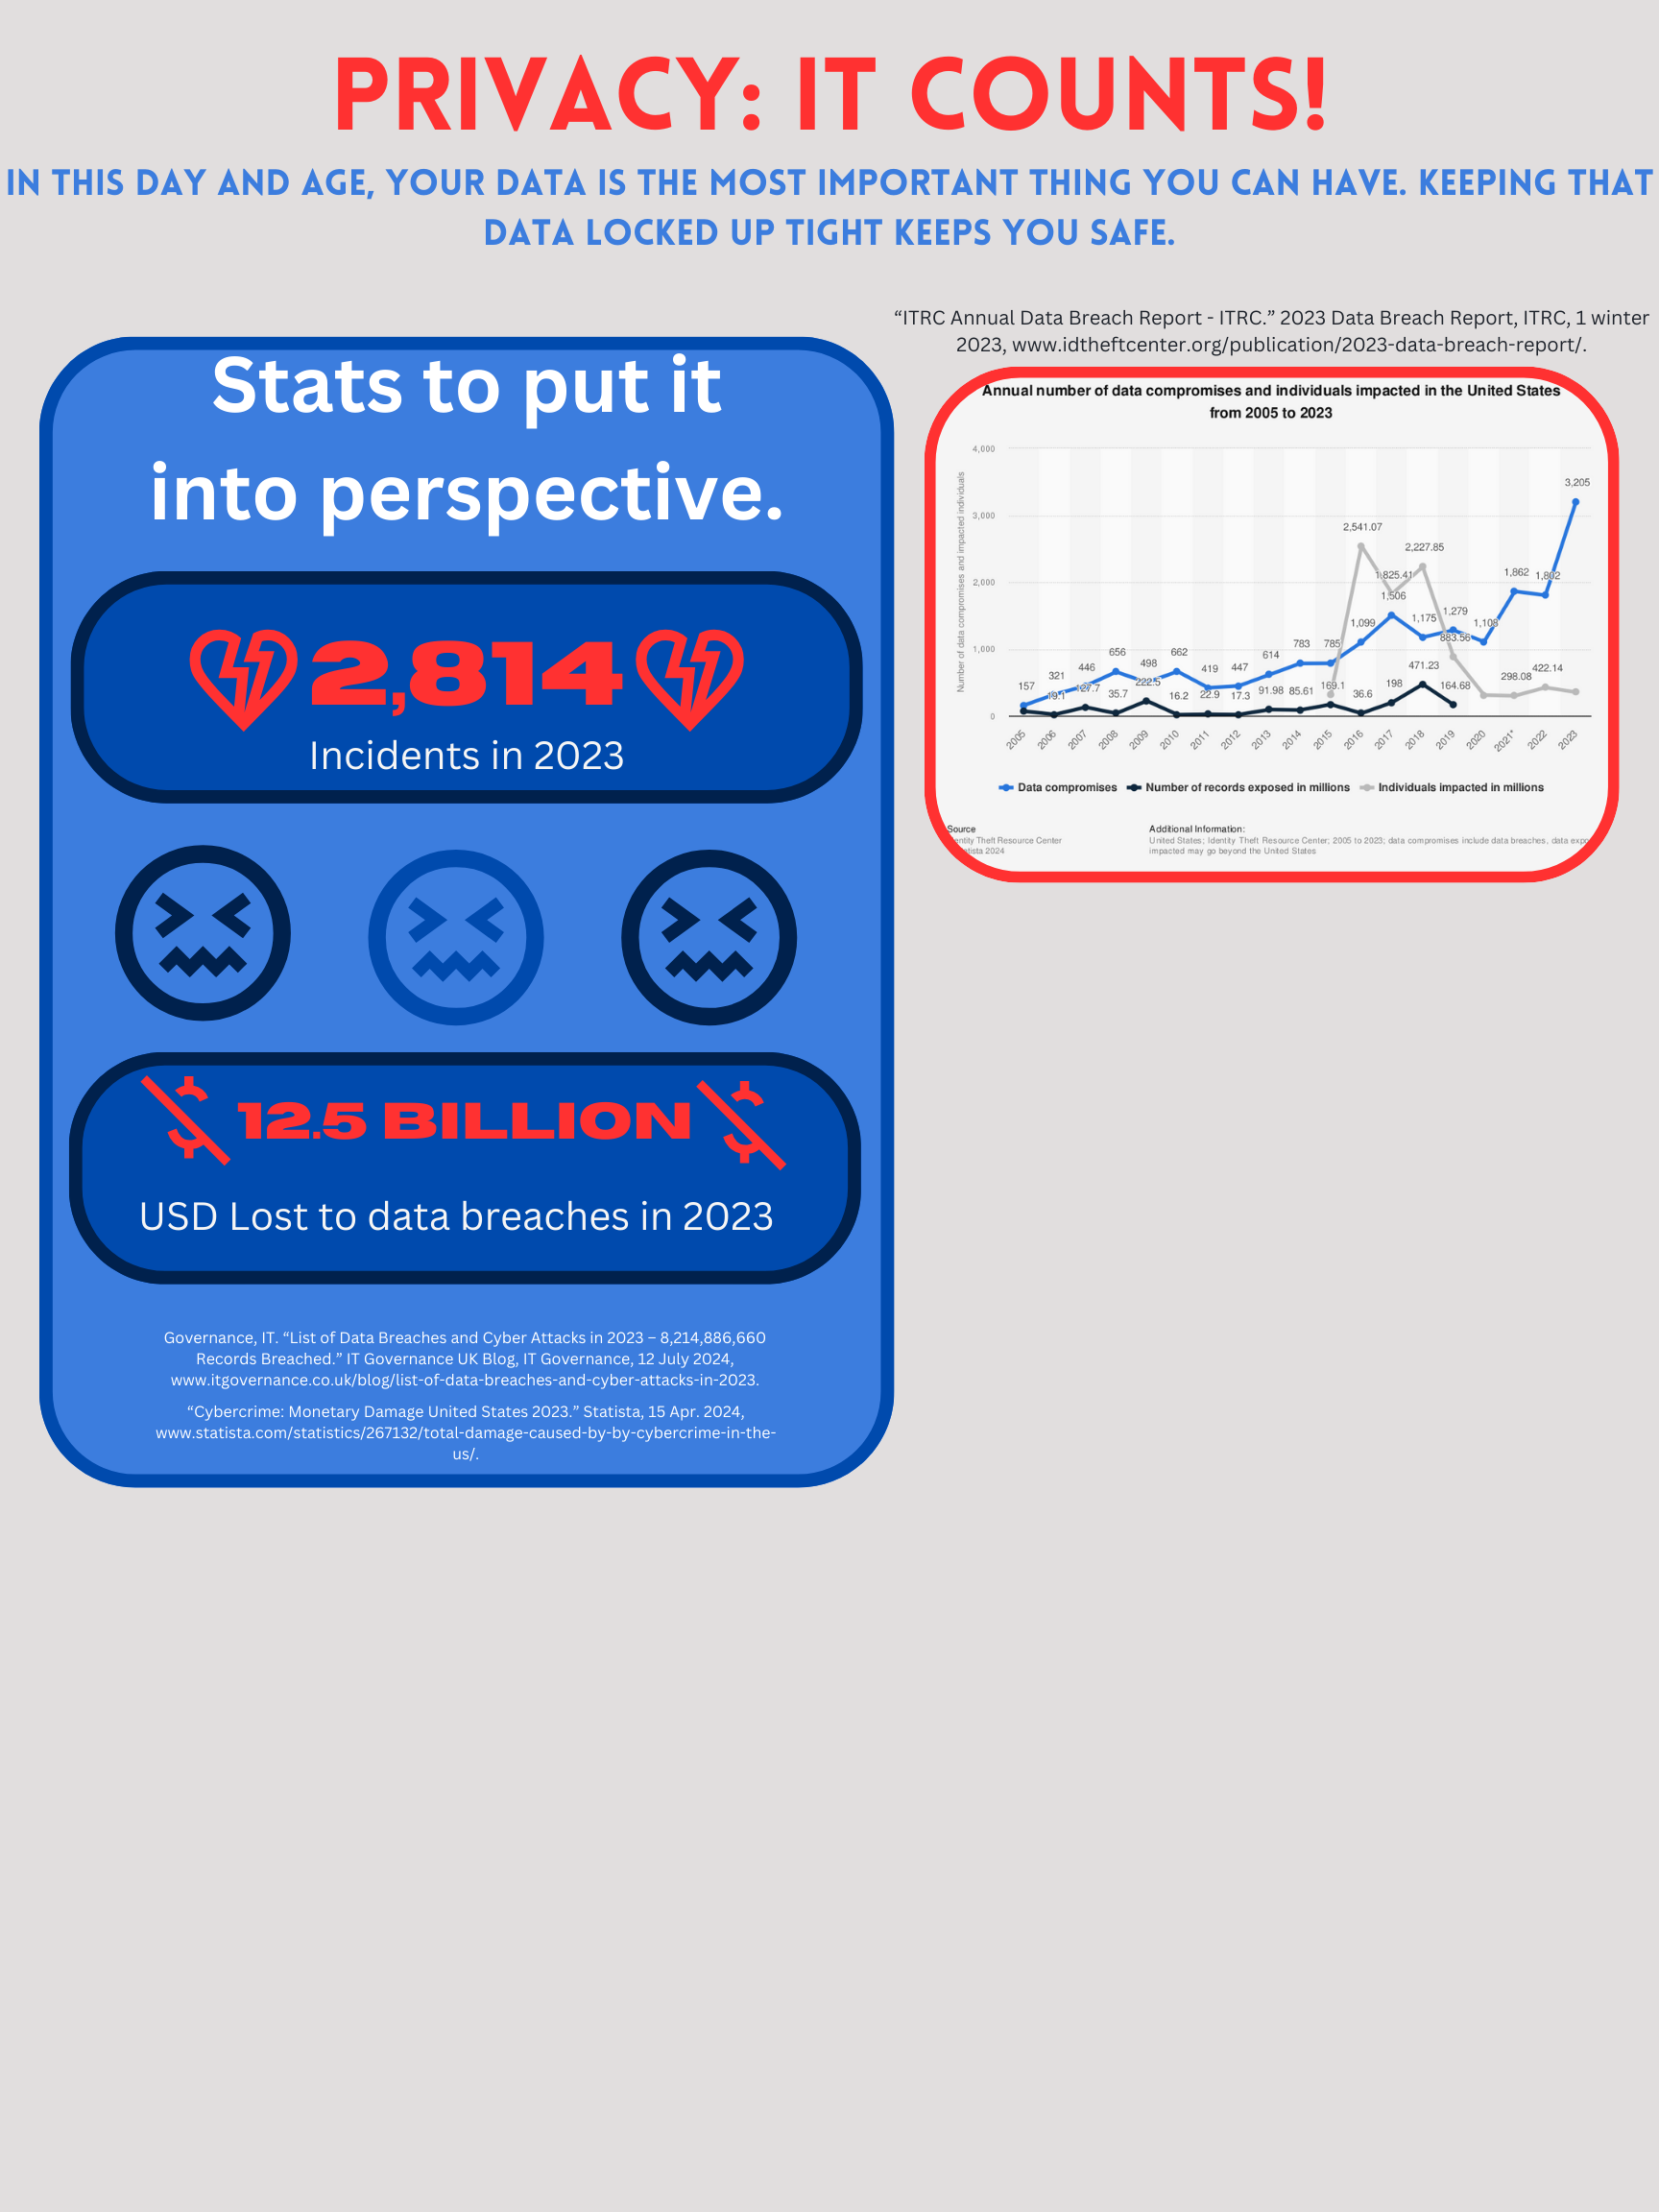 PRIVACY: IT COUNTS!
IN THIS DAY AND AGE, YOUR DATA IS THE MOST IMPORTANT THING YOU CAN HAVE. KEEPING THAT
DATA LOCKED UP TIGHT KEEPS YOU SAFE.
Stats to put it
into perspective.
2,814
Incidents in 2023
12.5 BILLION
USD Lost to data breaches in 2023
Governance, IT. “List of Data Breaches and Cyber Attacks in 2023 – 8,214,886,660
Records Breached.” IT Governance UK Blog, IT Governance, 12 July 2024,
www.itgovernance.co.uk/blog/list-of-data-breaches-and-cyber-attacks-in-2023.
“Cybercrime: Monetary Damage United States 2023.” Statista, 15 Apr. 2024,
www.statista.com/statistics/267132/total-damage-caused-by-by-cybercrime-in-the-
us/.
“ITRC Annual Data Breach Report - ITRC.” 2023 Data Breach Report, ITRC, 1 winter
2023, www.idtheftcenter.org/publication/2023-data-breach-report/.
Annual number of data compromises and individuals impacted in the United States
from 2005 to 2023
Number of data compromises and impacted individuals
4,000
3,000
2,000
1,000
0
3,205
2,541.07
2,227.85
1,825.41
1,862 1,802
1,506
1,279
1,099 1,175 1,108
883.56
656 662 614 783 785
446 498 419 447
471.23
422.14
321
298.08
157 19.1 127.7 35.7 222.5 16.2 22.9 17.3 91.98 85.61 169.1 36.6 198 164.68
2005 2006 2007 2008 2009 2010 2011 2012 2013 2014 2015 2016 2017 2018 2019 2020 2021* 2022 2023
Data compromises Number of records exposed in millions Individuals impacted in millions
Source
Identity Theft Resource Center
2024
Additional Information:
United States; Identity Theft Resource Center; 2005 to 2023; data compromises include data breaches, data
impacted may go beyond the United States